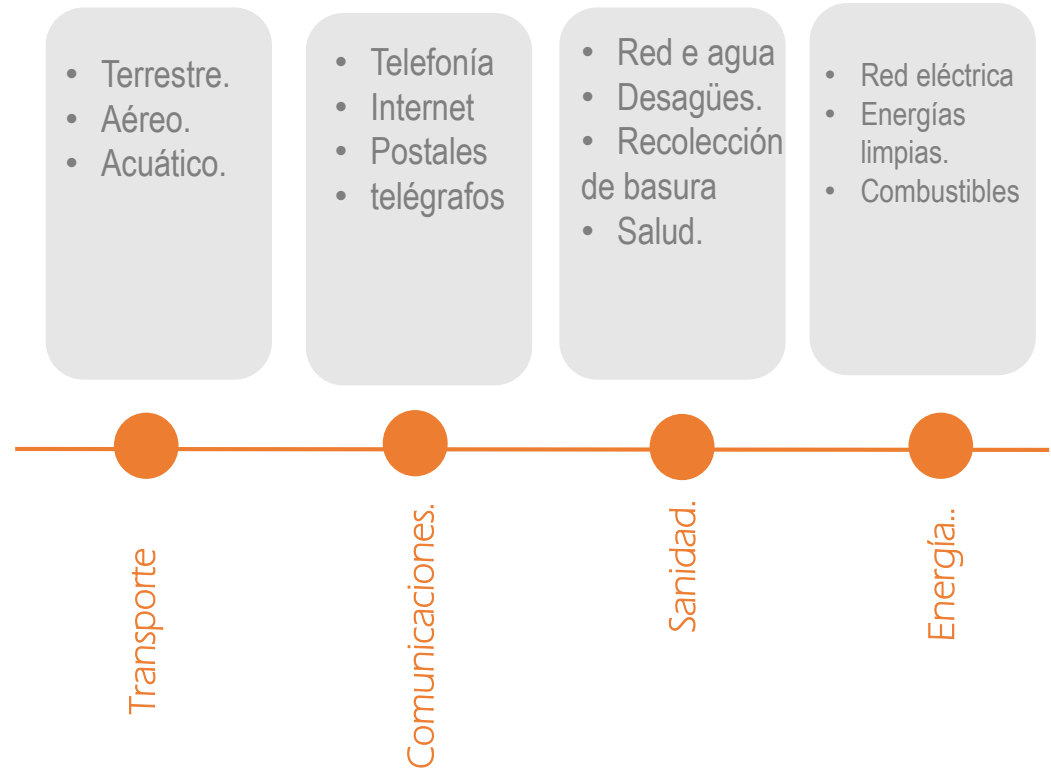 • Terrestre.
• Aéreo.
• Acuático.
• Telefonía
• Internet
• Postales
• telégrafos
• Red e agua
• Desagües.
• Recolección
de basura
• Salud.
• Red eléctrica
• Energías
limpias.
• Combustibles
Transporte
Comunicaciones.
Sanidad.
Energía..